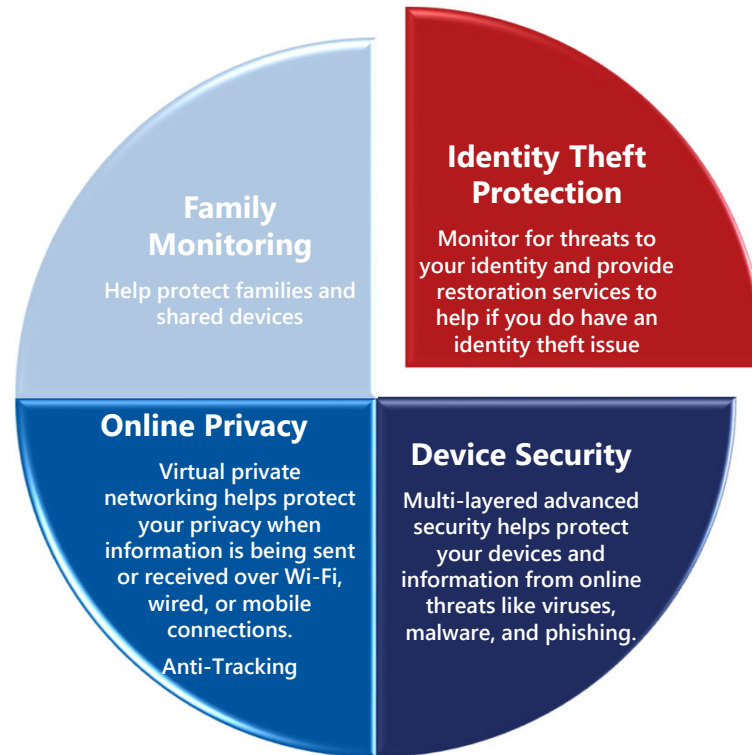 Family
Monitoring
Help protect families and
shared devices
Identity Theft
Protection
Monitor for threats to
your identity and provide
restoration services to
help if you do have an
identity theft issue
Online Privacy
Virtual private
networking helps protect
your privacy when
information is being sent
or received over Wi-Fi,
wired, or mobile
connections.
Anti-Tracking
Device Security
Multi-layered advanced
security helps protect
your devices and
information from online
threats like viruses,
malware, and phishing.